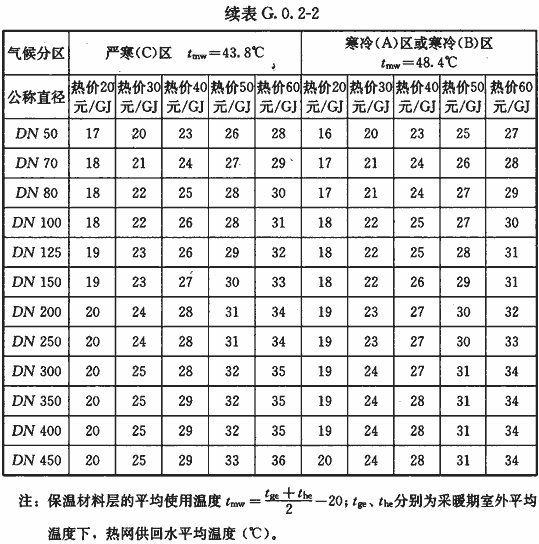 续表 G.0.2-2
气候分区 严寒(C)区 tmw=43.8℃ 寒冷(A)区或寒冷(B)区 tmw=48.4℃
公称直径 热价20元/GJ 热价30元/GJ 热价40元/GJ 热价50元/GJ 热价60元/GJ 热价20元/GJ 热价30元/GJ 热价40元/GJ 热价50元/GJ 热价60元/GJ
DN 50 17 20 23 26 28 16 20 23 25 27
DN 70 18 21 24 27 29 17 21 24 26 28
DN 80 18 22 25 28 30 17 21 24 27 29
DN 100 18 22 26 28 31 18 22 25 27 30
DN 125 19 23 26 29 32 18 22 25 28 31
DN 150 19 23 27 30 33 18 22 26 29 31
DN 200 20 24 28 31 34 19 23 27 30 32
DN 250 20 24 28 31 34 19 23 27 30 33
DN 300 20 25 28 32 35 19 24 27 31 34
DN 350 20 25 29 32 35 19 24 28 31 34
DN 400 20 25 29 32 35 19 24 28 31 34
DN 450 20 25 29 33 36 20 24 28 31 34
注：保温材料层的平均使用温度 tmw=(tge+the)/2−20；tge、the分别为采暖期室外平均
温度下，热网供回水平均温度(℃)。